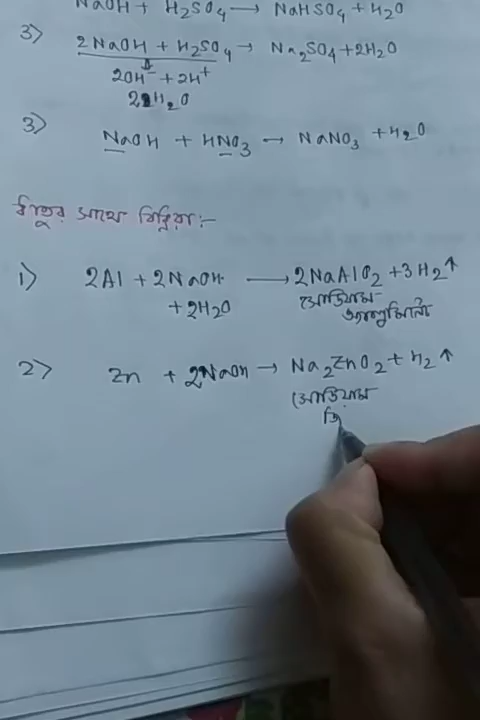 NaOH + H₂SO₄ ⟶ NaHSO₄ + H₂O
3) 2NaOH + H₂SO₄ → Na₂SO₄ + 2H₂O
2OH⁻ + 2H⁺
2H₂O
3) NaOH + HNO₃ → NaNO₃ + H₂O
ধাতুর সাথে বিক্রিয়া :-
1) 2Al + 2NaOH ⟶ 2NaAlO₂ + 3H₂↑
+ 2H₂O সোডিয়াম
অ্যালুমিনেট
2) Zn + 2NaOH → Na₂ZnO₂ + H₂↑
সোডিয়াম
জি